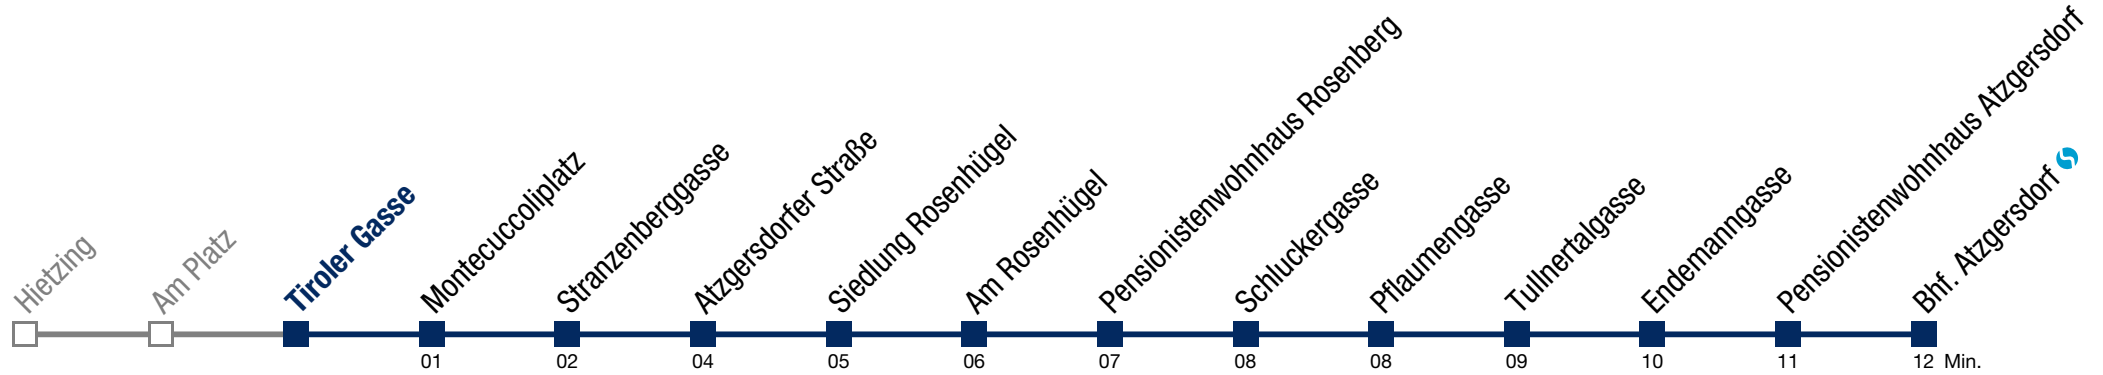 Hietzing
Am Platz
Tiroler Gasse
Montecuccoliplatz
Stranzenberggasse
Atzgersdorfer Straße
Siedlung Rosenhügel
Am Rosenhügel
Pensionistenwohnhaus Rosenberg
Schluckergasse
Pflaumengasse
Tullnertalgasse
Endemanngasse
Pensionistenwohnhaus Atzgersdorf
Bhf. Atzgersdorf
01 02 04 05 06 07 08 08 09 10 11 12 Min.